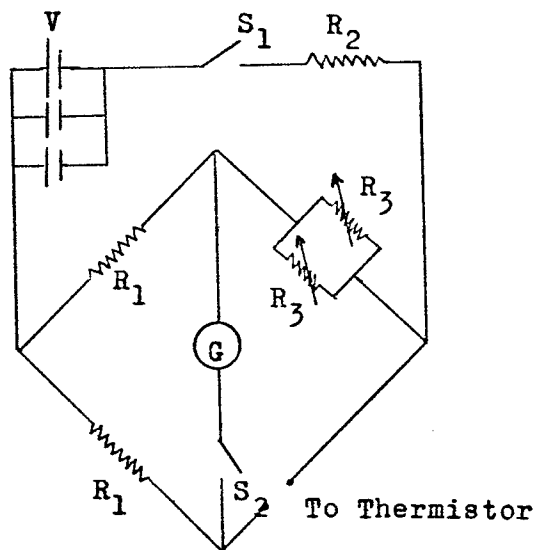 V
S1
R2
R3
R3
R1
G
R1
S2
To Thermistor